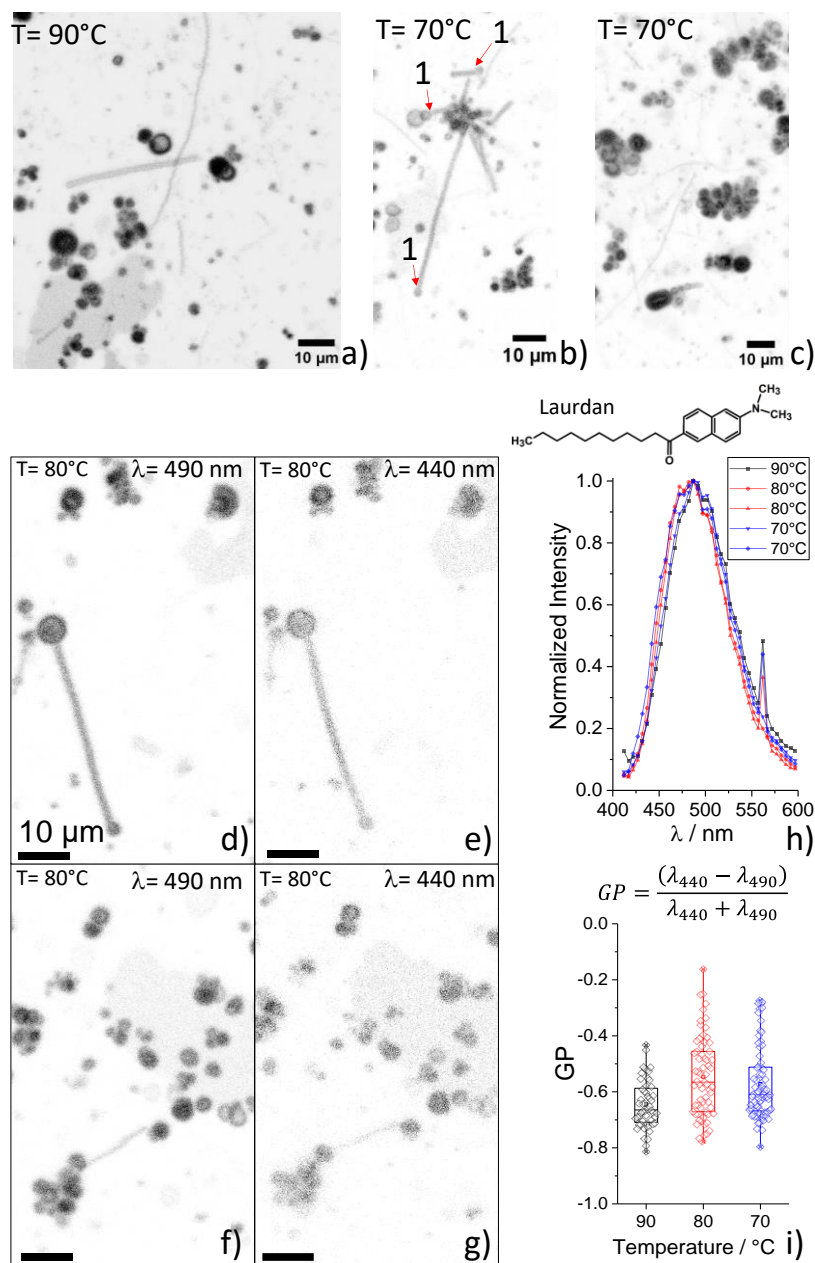 T= 90°C
10 µm
a)
T= 70°C
1
1
1
10 µm
b)
T= 70°C
10 µm
c)
T= 80°C λ= 490 nm
10 µm
d)
T= 80°C λ= 440 nm
e)
T= 80°C λ= 490 nm
f)
T= 80°C λ= 440 nm
g)
Laurdan
H₃C
O
N
CH₃
CH₃
90°C
80°C
80°C
70°C
70°C
Normalized Intensity
1.0
0.8
0.6
0.4
0.2
0.0
400 450 500 550 600
λ / nm
h)
GP = (λ₄₄₀ − λ₄₉₀)
λ₄₄₀ + λ₄₉₀
GP
0.0
-0.2
-0.4
-0.6
-0.8
-1.0
90 80 70
Temperature / °C
i)